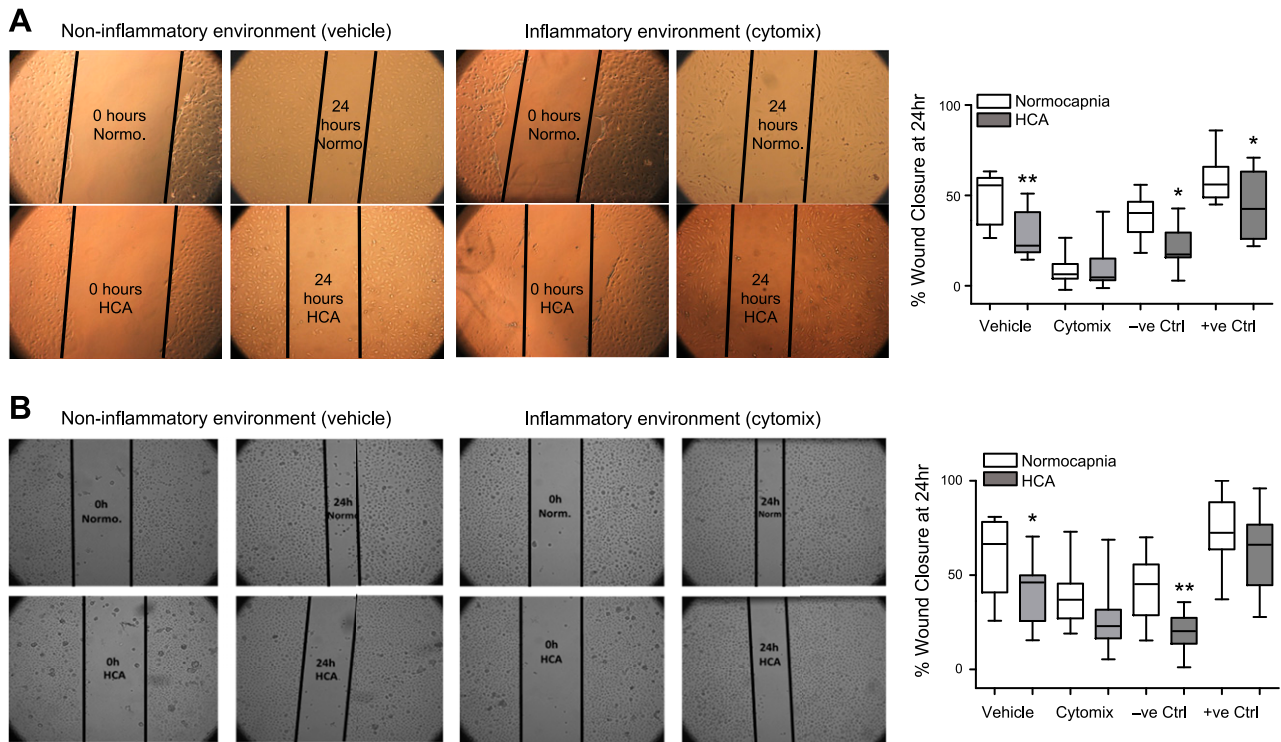 A
Non-inflammatory environment (vehicle)
Inflammatory environment (cytomix)
0 hours
Normo.
24
hours
Normo.
0 hours
Normo.
24
hours
Normo.
0 hours
HCA
24
hours
HCA
0 hours
HCA
24
hours
HCA
% Wound Closure at 24hr
100
50
0
Normocapnia
HCA
**
*
*
Vehicle
Cytomix
–ve Ctrl
+ve Ctrl
B
Non-inflammatory environment (vehicle)
Inflammatory environment (cytomix)
0h
Normo.
24h
Normo
0h
Norm.
24h
Norm.
0h
HCA
24h
HCA
0h
HCA
24h
HCA
% Wound Closure at 24hr
100
50
0
Normocapnia
HCA
*
**
Vehicle
Cytomix
–ve Ctrl
+ve Ctrl